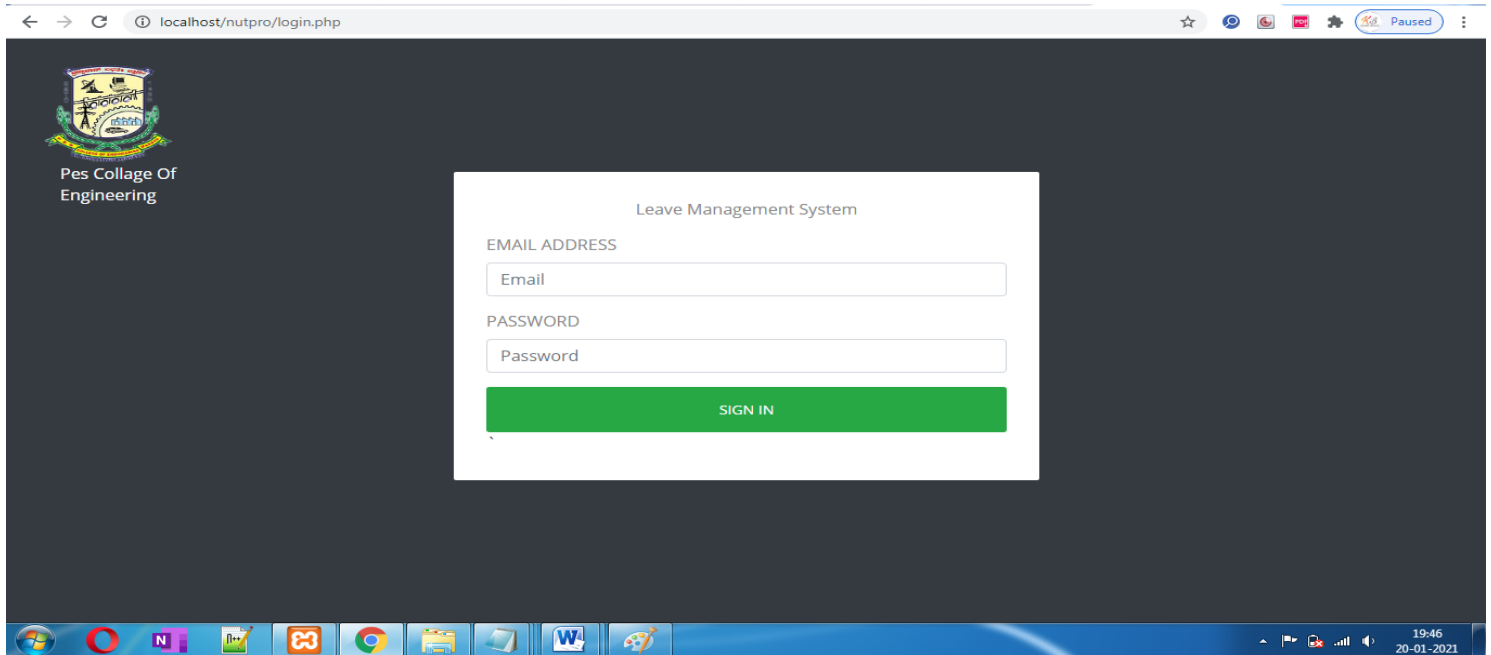 localhost/nutpro/login.php
PDF
Paused
Pes Collage Of
Engineering
Leave Management System
EMAIL ADDRESS
Email
PASSWORD
Password
SIGN IN
`
N
W
19:46
20-01-2021